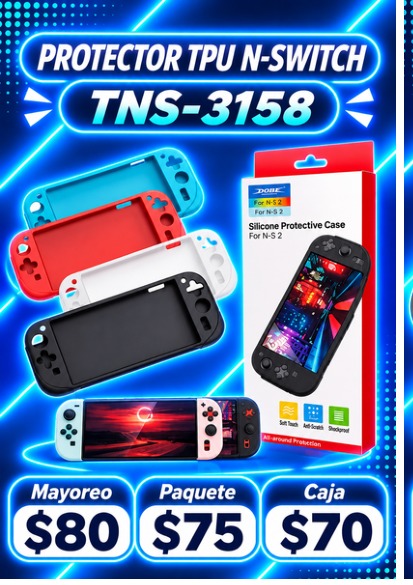 PROTECTOR TPU N-SWITCH
TNS-3158
DOBE
For N-S 2
For N-S 2
Silicone Protective Case
For N-S 2
Soft Touch
Anti-Scratch
Shockproof
All-around Protection
Mayoreo
$80
Paquete
$75
Caja
$70